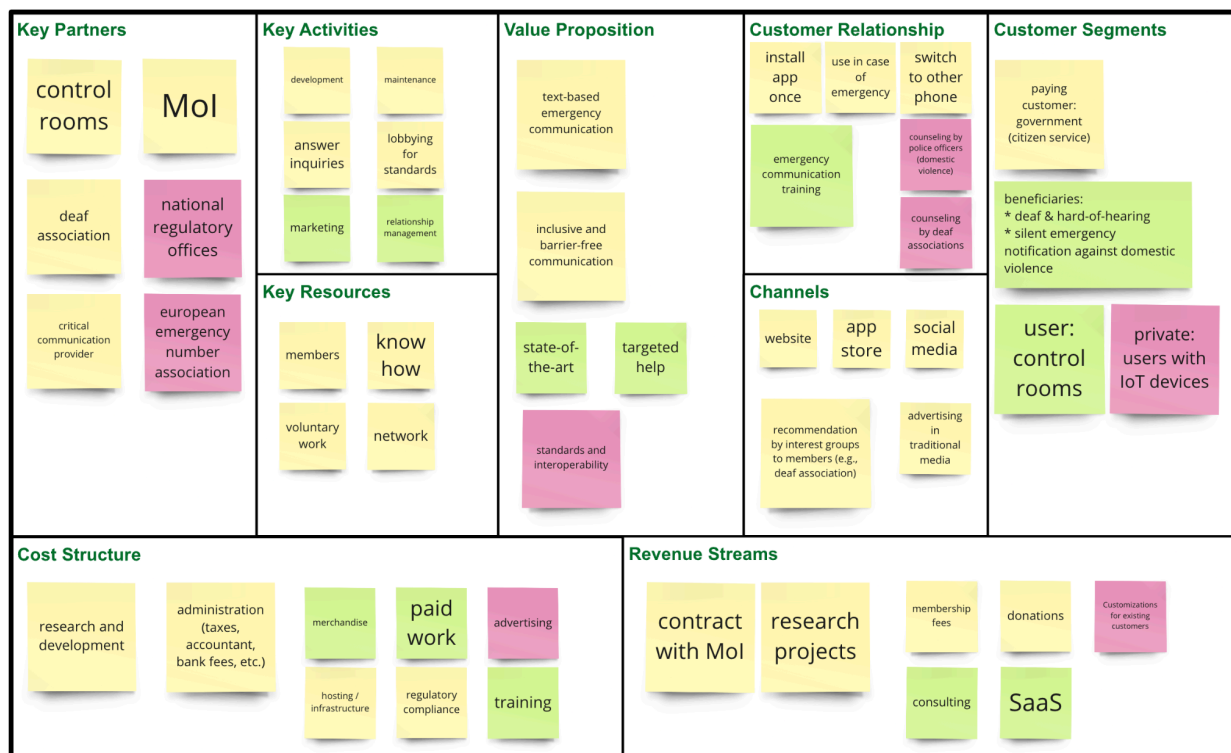 Key Partners
control
rooms
MoI
deaf
association
national
regulatory
offices
critical
communication
provider
european
emergency
number
association
Key Activities
development
maintenance
answer
inquiries
lobbying
for
standards
marketing
relationship
management
Key Resources
members
know
how
voluntary
work
network
Value Proposition
text-based
emergency
communication
inclusive and
barrier-free
communication
state-of-
the-art
targeted
help
standards and
interoperability
Customer Relationship
install
app
once
use in case
of
emergency
switch
to other
phone
emergency
communication
training
counseling by
police officers
(domestic
violence)
counseling
by deaf
associations
Channels
website
app
store
social
media
recommendation
by interest groups
to members (e.g.,
deaf association)
advertising
in
traditional
media
Customer Segments
paying
customer:
government
(citizen service)
beneficiaries:
* deaf & hard-of-hearing
* silent emergency
notification against domestic
violence
user:
control
rooms
private:
users with
IoT devices
Cost Structure
research and
development
administration
(taxes,
accountant,
bank fees, etc.)
merchandise
paid
work
advertising
hosting /
infrastructure
regulatory
compliance
training
Revenue Streams
contract
with MoI
research
projects
membership
fees
donations
Customizations
for existing
customers
consulting
SaaS